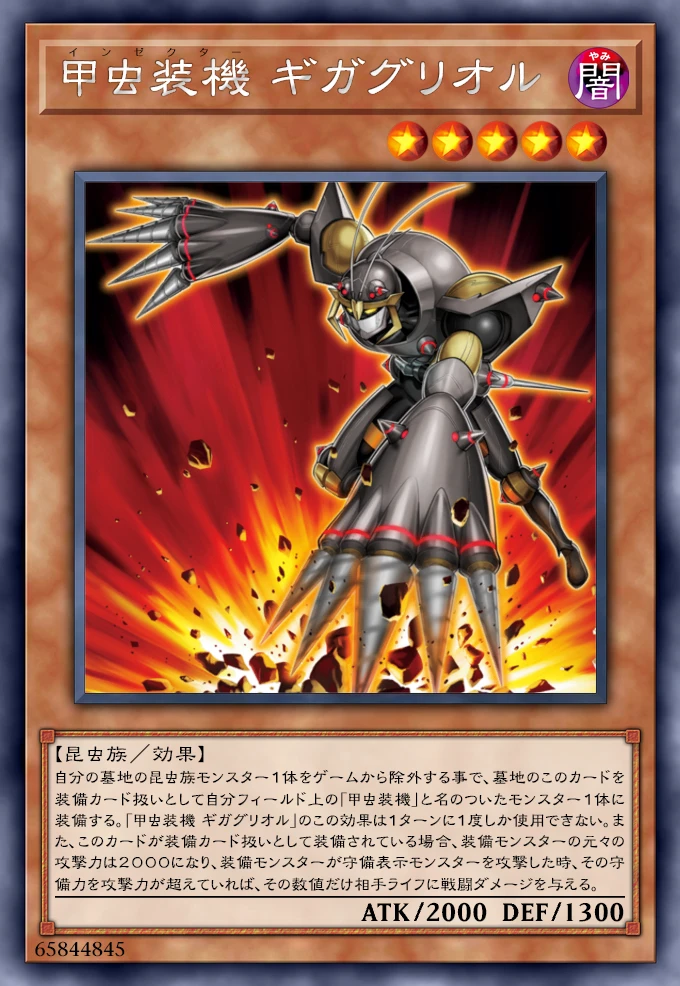 インゼクター
甲虫装機 ギガグリオル
やみ
闇
【昆虫族／効果】
自分の墓地の昆虫族モンスター１体をゲームから除外する事で、墓地のこのカードを
装備カード扱いとして自分フィールド上の「甲虫装機」と名のついたモンスター１体に
装備する。「甲虫装機 ギガグリオル」のこの効果は１ターンに１度しか使用できない。ま
た、このカードが装備カード扱いとして装備されている場合、装備モンスターの元々の
攻撃力は２０００になり、装備モンスターが守備表示モンスターを攻撃した時、その守
備力を攻撃力が超えていれば、その数値だけ相手ライフに戦闘ダメージを与える。
ATK/2000 DEF/1300
65844845